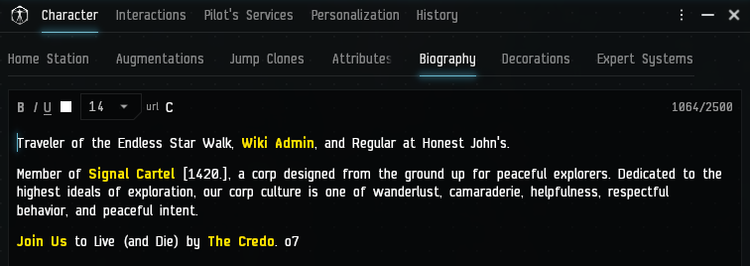 Character Interactions Pilot's Services Personalization History
Home Station Augmentations Jump Clones Attributes Biography Decorations Expert Systems
B I U 14 url C 1064/2500
Traveler of the Endless Star Walk, Wiki Admin, and Regular at Honest John's.
Member of Signal Cartel [1420.], a corp designed from the ground up for peaceful explorers. Dedicated to the
highest ideals of exploration, our corp culture is one of wanderlust, camaraderie, helpfulness, respectful
behavior, and peaceful intent.
Join Us to Live (and Die) by The Credo. o7